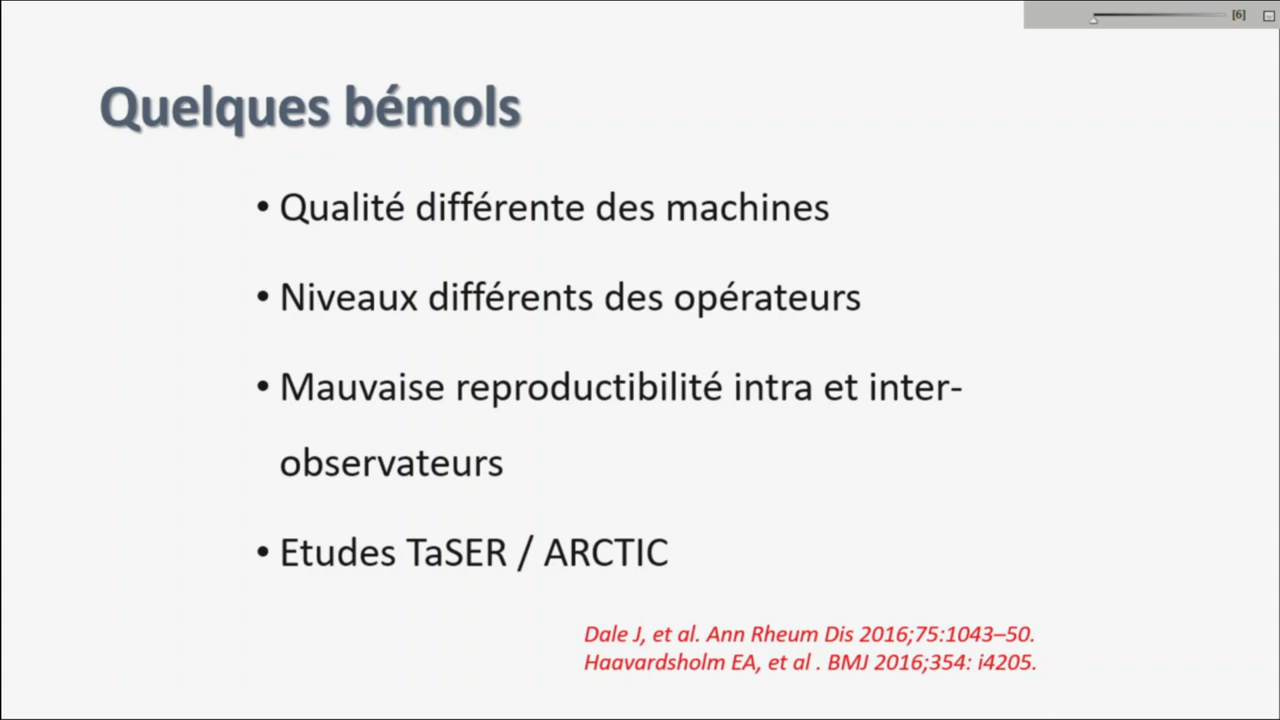 [6]
Quelques bémols
• Qualité différente des machines
• Niveaux différents des opérateurs
• Mauvaise reproductibilité intra et inter-
observateurs
• Etudes TaSER / ARCTIC
Dale J, et al. Ann Rheum Dis 2016;75:1043–50.
Haavardsholm EA, et al . BMJ 2016;354: i4205.